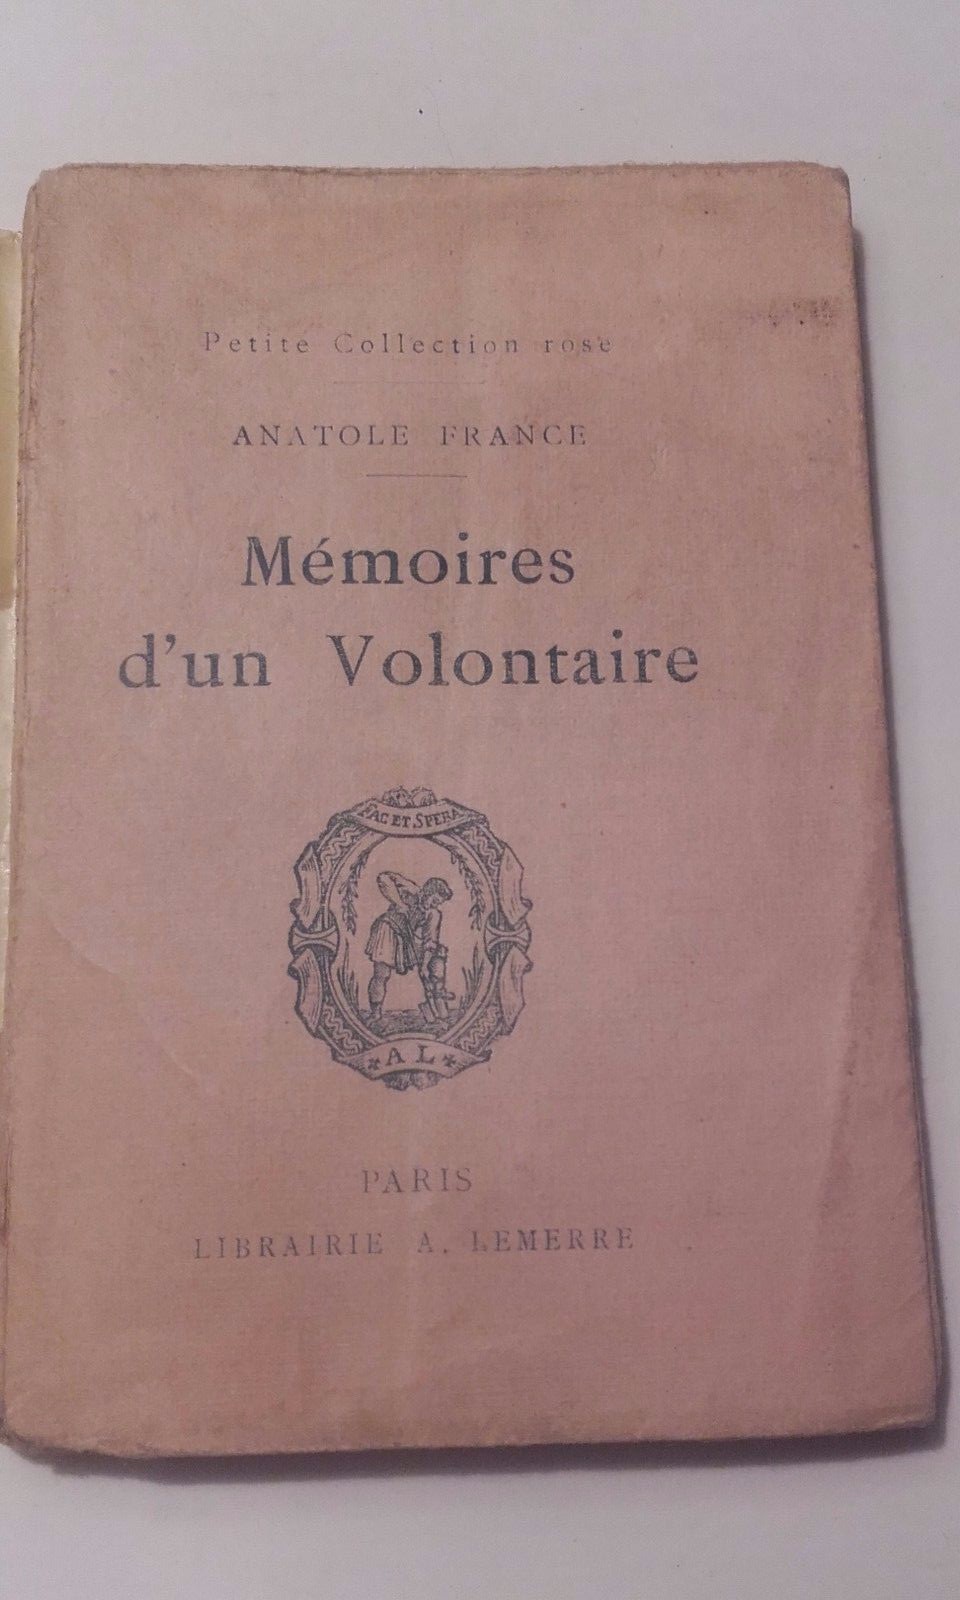 Petite Collection rose
ANATOLE FRANCE
Mémoires
d'un Volontaire
FAC ET SPERA
A L
PARIS
LIBRAIRIE A. LEMERRE